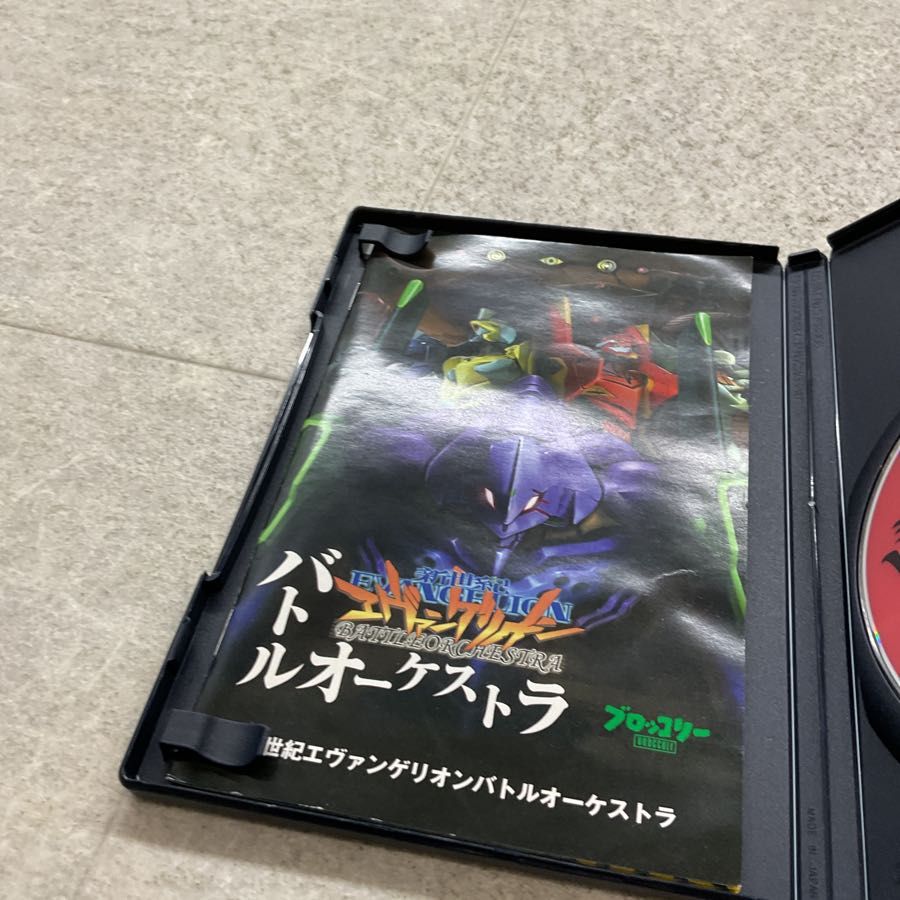 新世紀
EVANGELION
エヴァンゲリオン
BATTLE ORCHESTRA
バトルオーケストラ
ブロッコリー
BROCCOLI
世紀エヴァンゲリオンバトルオーケストラ
MADE IN JAPAN